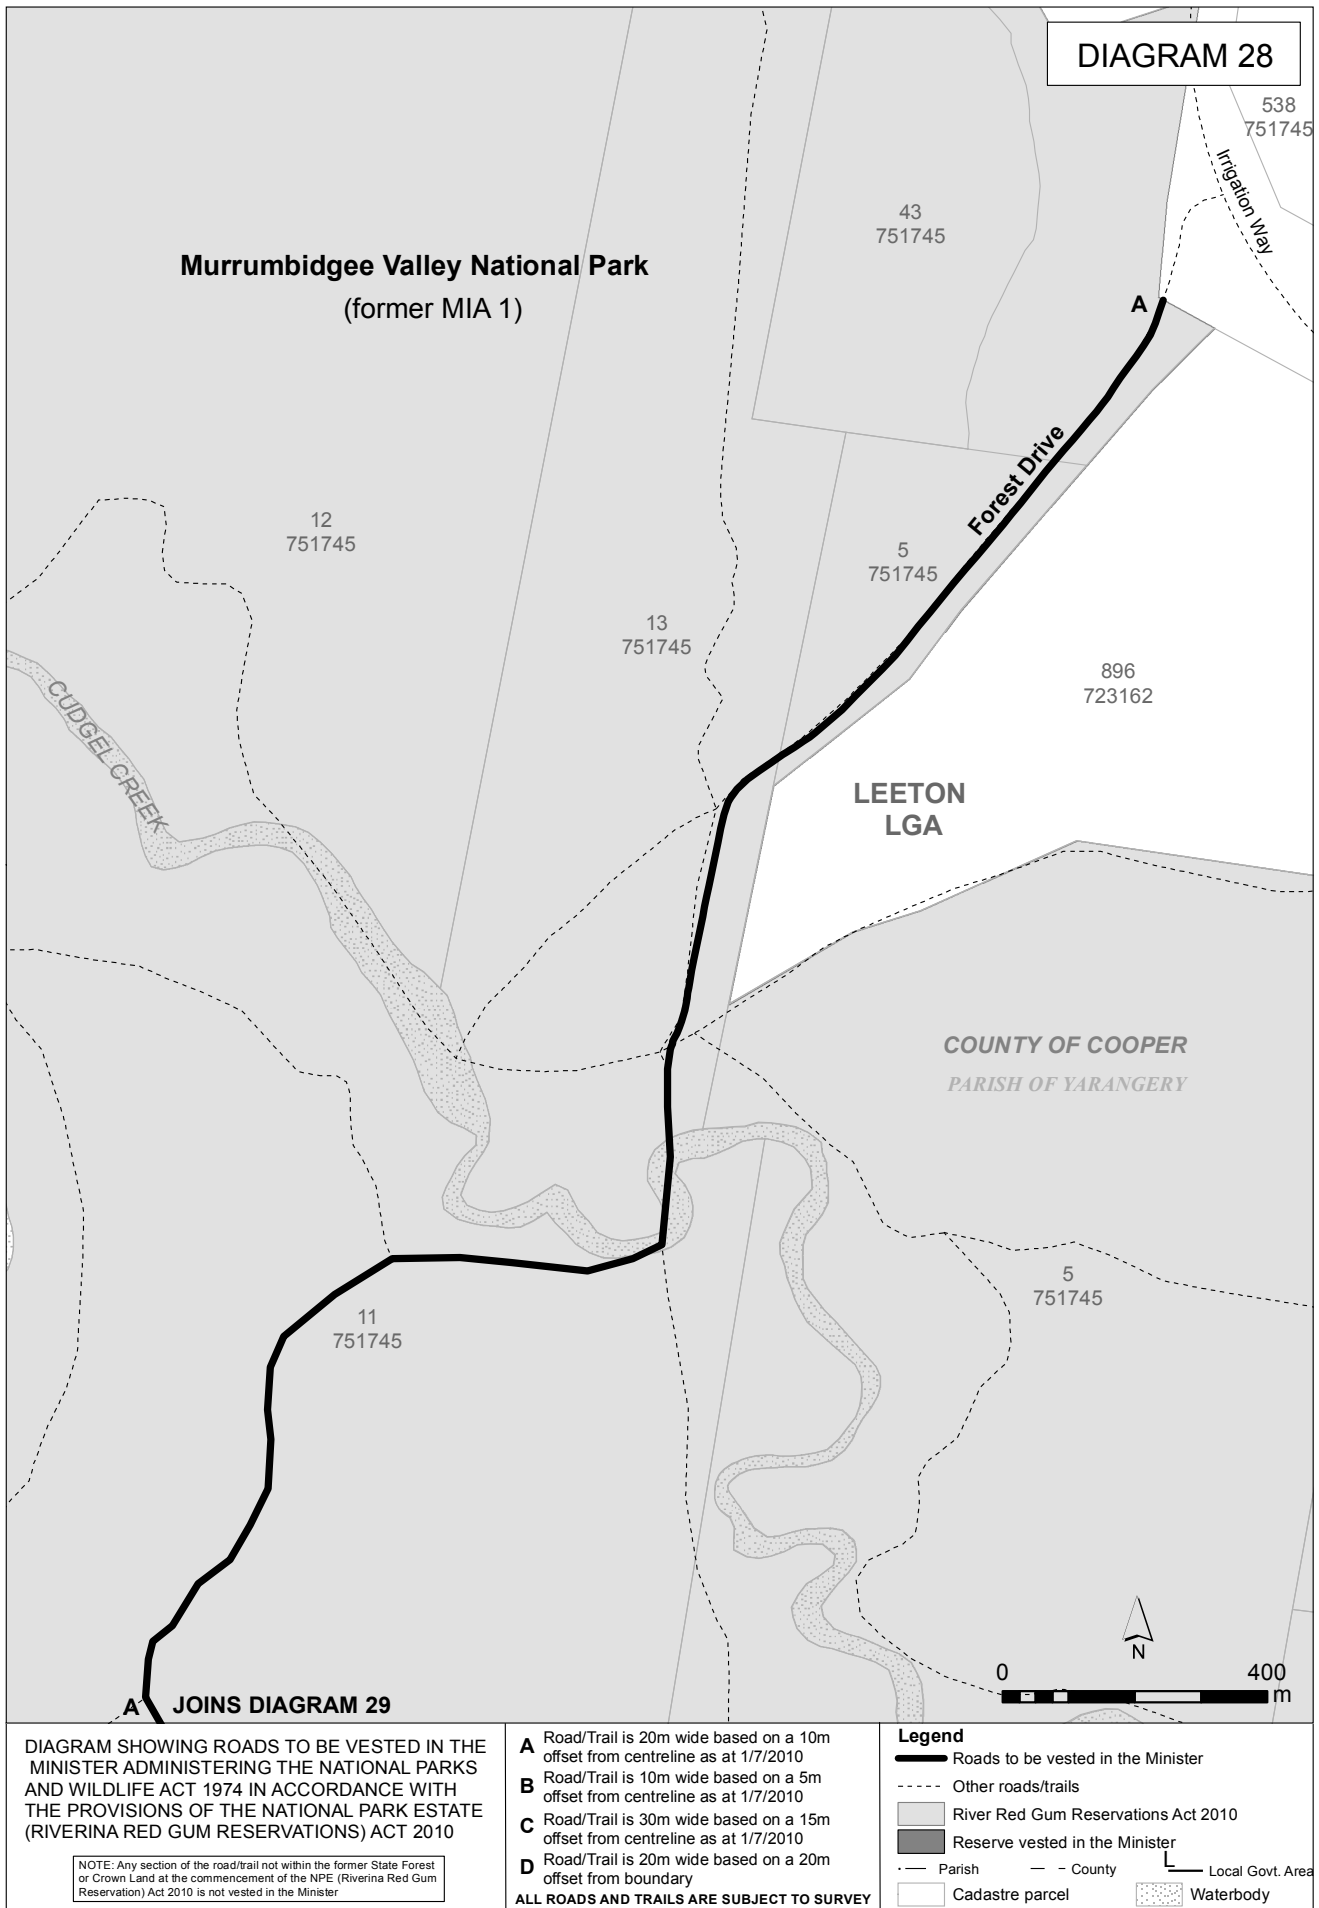 DIAGRAM 28
538
751745
Irrigation Way
43
751745
Murrumbidgee Valley National Park
(former MIA 1)
A
Forest Drive
12
751745
5
751745
13
751745
896
723162
CUDGEL CREEK
LEETON
LGA
COUNTY OF COOPER
PARISH OF YARANGERY
5
751745
11
751745
N
0 400
m
A JOINS DIAGRAM 29
DIAGRAM SHOWING ROADS TO BE VESTED IN THE
MINISTER ADMINISTERING THE NATIONAL PARKS
AND WILDLIFE ACT 1974 IN ACCORDANCE WITH
THE PROVISIONS OF THE NATIONAL PARK ESTATE
(RIVERINA RED GUM RESERVATIONS) ACT 2010
NOTE: Any section of the road/trail not within the former State Forest
or Crown Land at the commencement of the NPE (Riverina Red Gum
Reservation) Act 2010 is not vested in the Minister
A Road/Trail is 20m wide based on a 10m
offset from centreline as at 1/7/2010
B Road/Trail is 10m wide based on a 5m
offset from centreline as at 1/7/2010
C Road/Trail is 30m wide based on a 15m
offset from centreline as at 1/7/2010
D Road/Trail is 20m wide based on a 20m
offset from boundary
ALL ROADS AND TRAILS ARE SUBJECT TO SURVEY
Legend
Roads to be vested in the Minister
Other roads/trails
River Red Gum Reservations Act 2010
Reserve vested in the Minister
Parish County Local Govt. Area
Cadastre parcel Waterbody